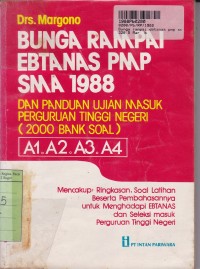 Drs. Margono
BUNGA RAMPAI
EBTANAS PMP
SMA 1988
DAN PANDUAN UJIAN MASUK
PERGURUAN TINGGI NEGERI
(2000 BANK SOAL)
A1. A2. A3. A4
Mencakup: Ringkasan, Soal Latihan
Beserta Pembahasannya
untuk Menghadapi EBTANAS
dan Seleksi masuk
Perguruan Tinggi Negeri
PT INTAN PARIWARA